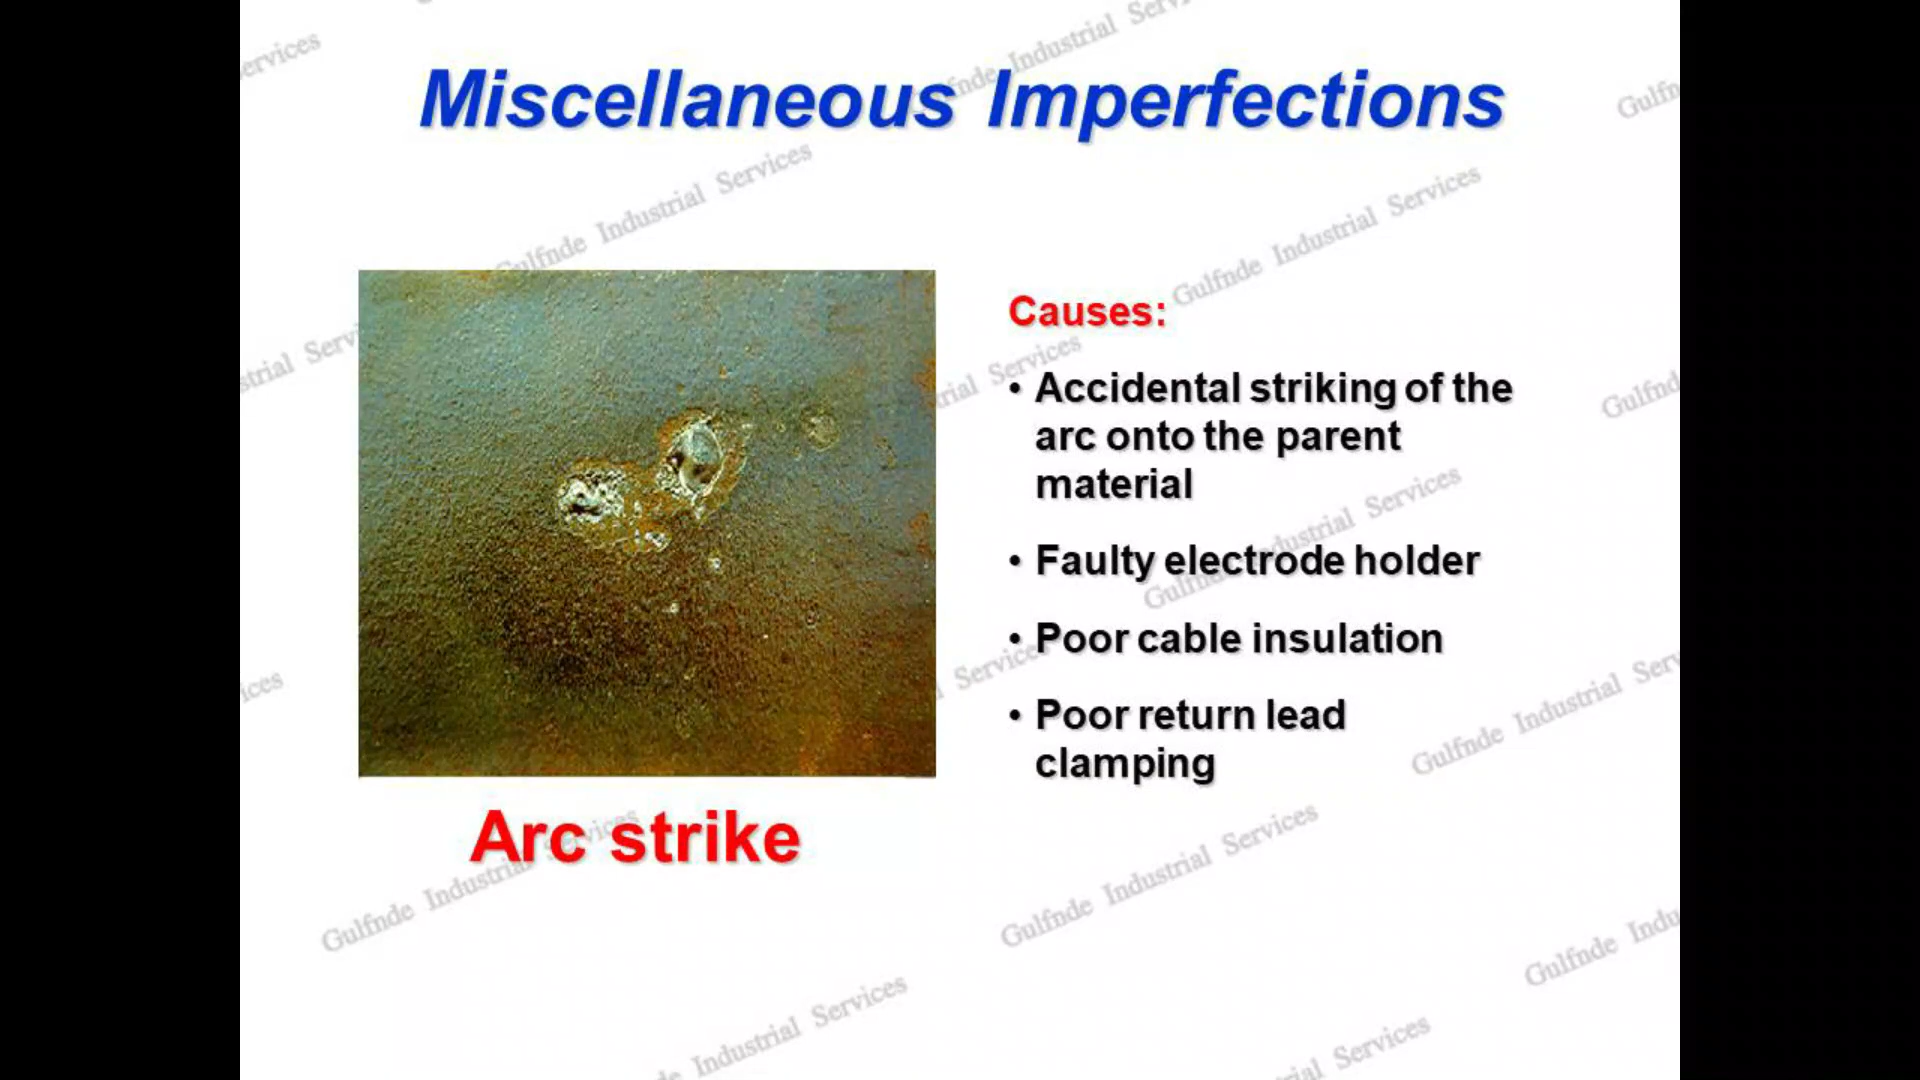 Miscellaneous Imperfections
Causes:
• Accidental striking of the
arc onto the parent
material
• Faulty electrode holder
• Poor cable insulation
• Poor return lead
clamping
Arc strike
Gulfnde Industrial Services